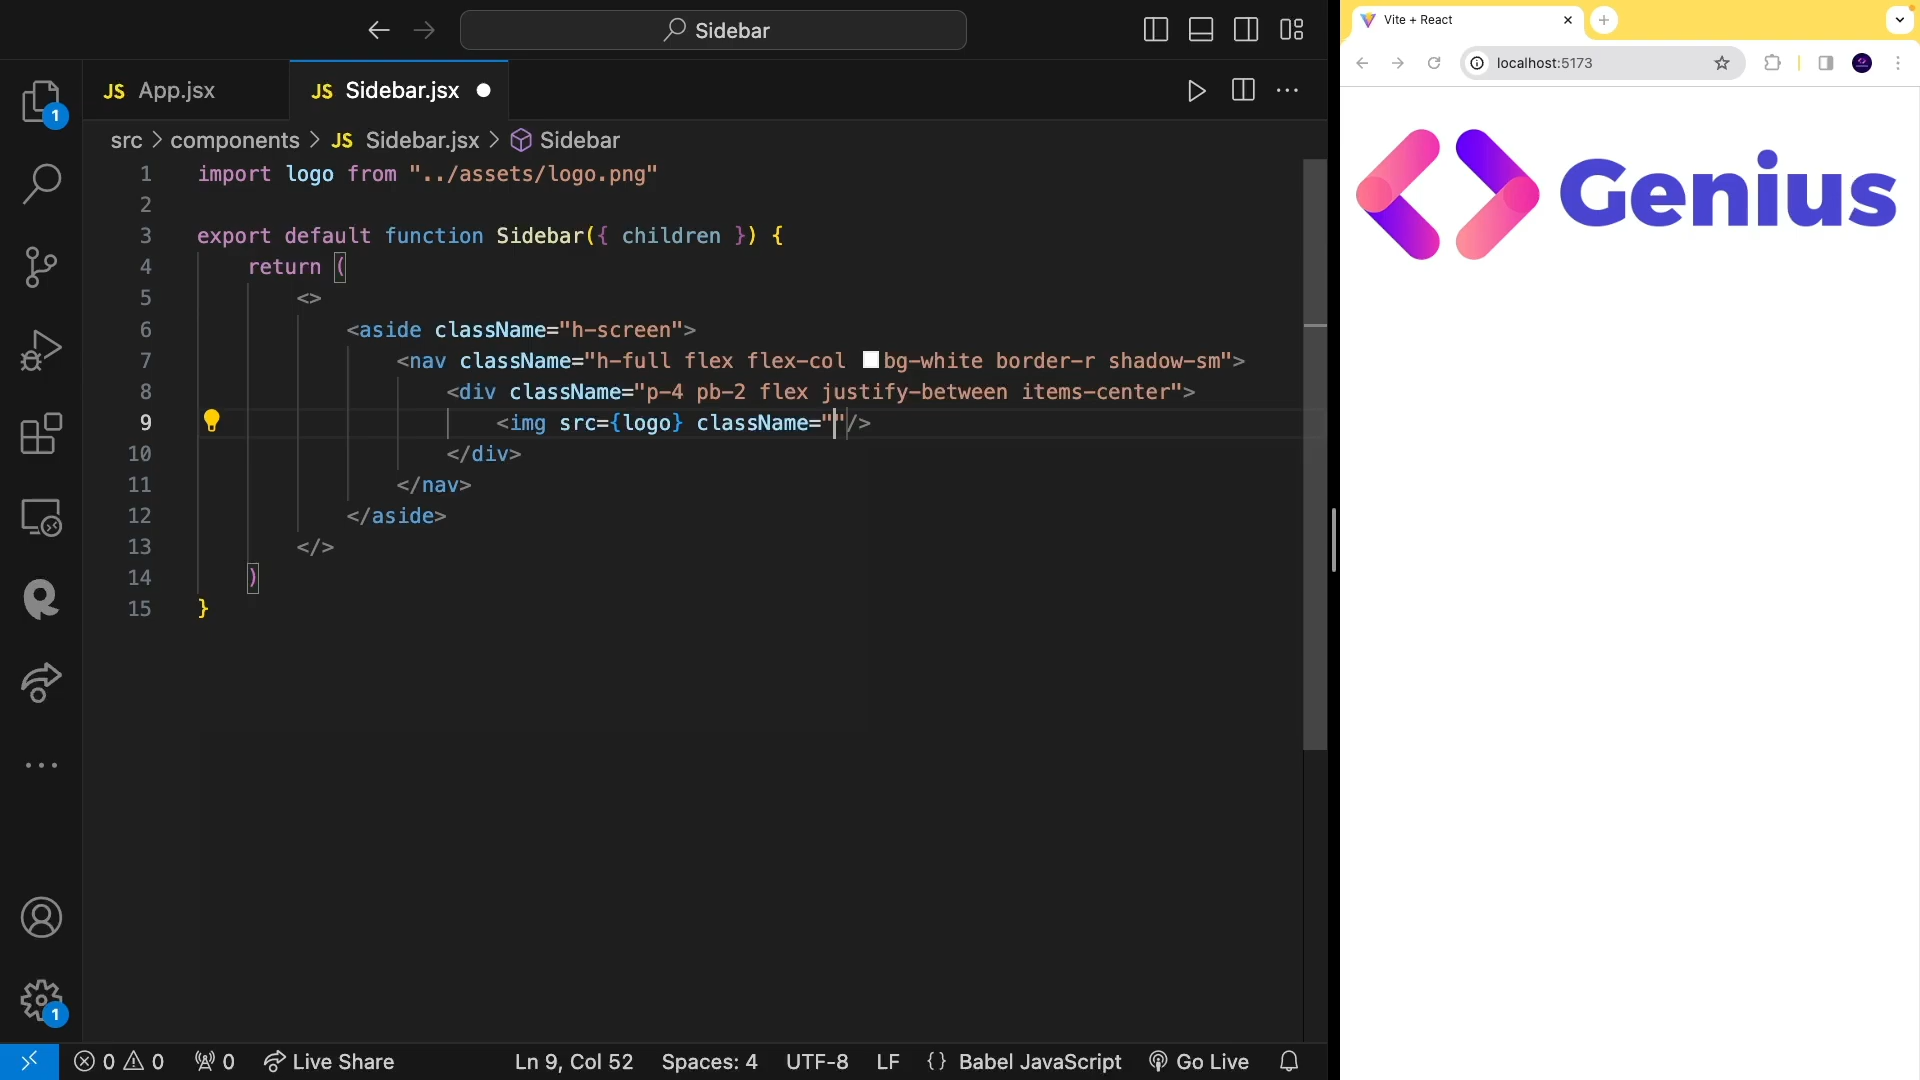 Sidebar
JS App.jsx
JS Sidebar.jsx
src > components > JS Sidebar.jsx > Sidebar
1 import logo from "../assets/logo.png"
2
3 export default function Sidebar({ children }) {
4 return (
5 <>
6 <aside className="h-screen">
7 <nav className="h-full flex flex-col bg-white border-r shadow-sm">
8 <div className="p-4 pb-2 flex justify-between items-center">
9 <img src={logo} className=""/>
10 </div>
11 </nav>
12 </aside>
13 </>
14 )
15 }
1
1
0 0 0 Live Share Ln 9, Col 52 Spaces: 4 UTF-8 LF {} Babel JavaScript Go Live
Vite + React
localhost:5173
Genius